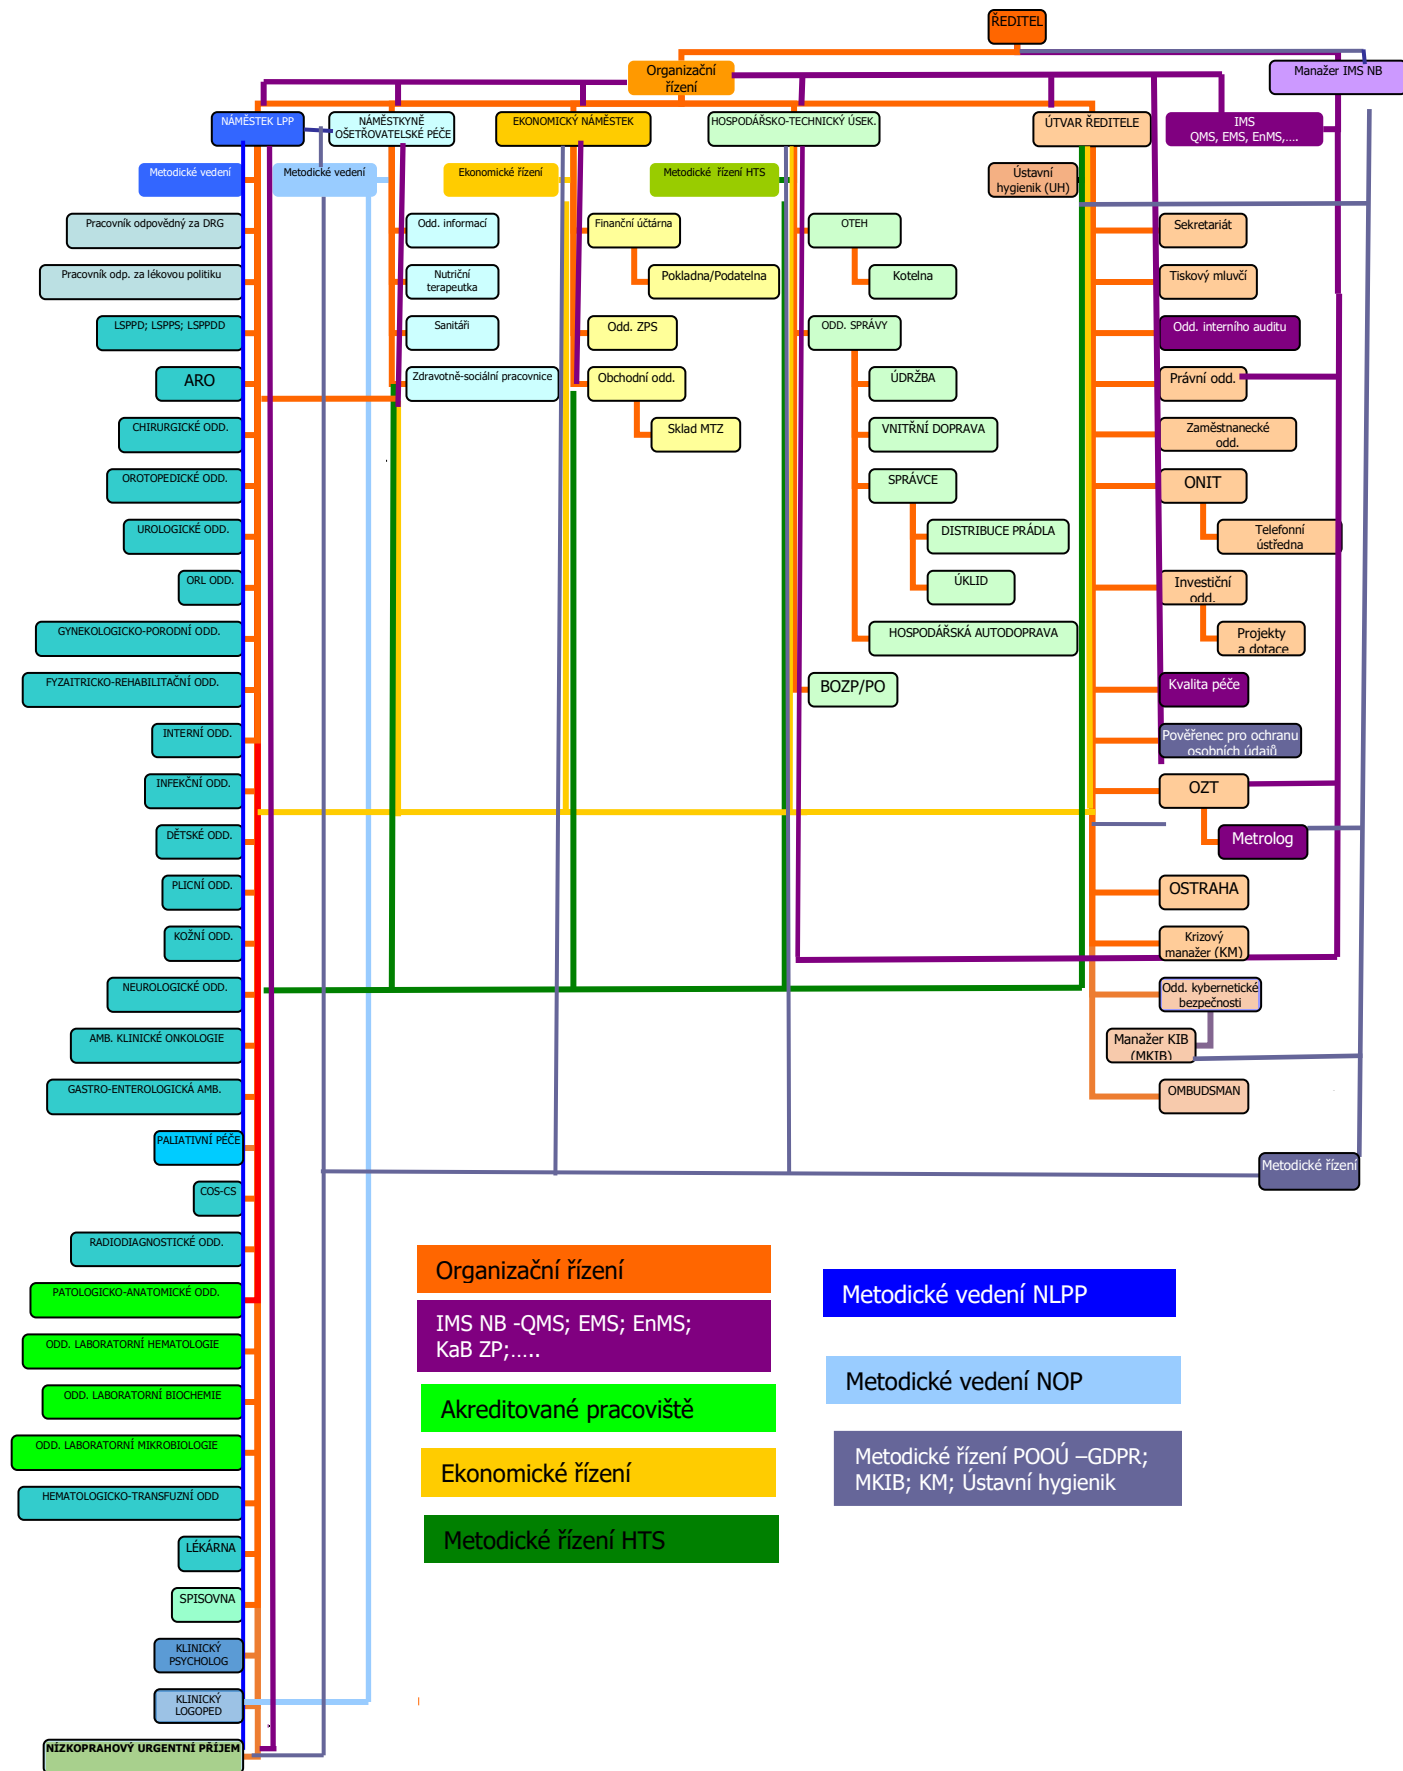 ŘEDITEL
Organizační
řízení
Manažer IMS NB
NÁMĚSTEK LPP
NÁMĚSTKYNĚ
OŠETŘOVATELSKÉ PÉČE
EKONOMICKÝ NÁMĚSTEK
HOSPODÁŘSKO-TECHNICKÝ ÚSEK.
ÚTVAR ŘEDITELE
IMS
QMS, EMS, EnMS,....
Metodické vedení
Metodické vedení
Ekonomické řízení
Metodické  řízení HTS
Ústavní
hygienik (UH)
Pracovník odpovědný za DRG
Odd. informací
Finanční účtárna
OTEH
Sekretariát
Pracovník odp. za lékovou politiku
Nutriční
terapeutka
Pokladna/Podatelna
Kotelna
Tiskový mluvčí
LSPPD; LSPPS; LSPPDD
Sanitáři
Odd. ZPS
ODD. SPRÁVY
Odd. interního auditu
ARO
Zdravotně-sociální pracovnice
Obchodní odd.
ÚDRŽBA
Právní odd.
CHIRURGICKÉ ODD.
Sklad MTZ
VNITŘNÍ DOPRAVA
Zaměstnanecké
odd.
OROTOPEDICKÉ ODD.
SPRÁVCE
ONIT
UROLOGICKÉ ODD.
DISTRIBUCE PRÁDLA
Telefonní
ústředna
ORL ODD.
ÚKLID
Investiční
odd.
GYNEKOLOGICKO-PORODNÍ ODD.
HOSPODÁŘSKÁ AUTODOPRAVA
Projekty
a dotace
FYZAITRICKO-REHABILITAČNÍ ODD.
BOZP/PO
Kvalita péče
INTERNÍ ODD.
Pověřenec pro ochranu
osobních údajů
INFEKČNÍ ODD.
OZT
DĚTSKÉ ODD.
Metrolog
PLICNÍ ODD.
OSTRAHA
KOŽNÍ ODD.
Krizový
manažer (KM)
NEUROLOGICKÉ ODD.
Odd. kybernetické
bezpečnosti
AMB. KLINICKÉ ONKOLOGIE
Manažer KIB
(MKIB)
GASTRO-ENTEROLOGICKÁ AMB.
OMBUDSMAN
PALIATIVNÍ PÉČE
Metodické řízení
COS-CS
RADIODIAGNOSTICKÉ ODD.
PATOLOGICKO-ANATOMICKÉ ODD.
ODD. LABORATORNÍ HEMATOLOGIE
ODD. LABORATORNÍ BIOCHEMIE
ODD. LABORATORNÍ MIKROBIOLOGIE
HEMATOLOGICKO-TRANSFUZNÍ ODD
LÉKÁRNA
SPISOVNA
KLINICKÝ
PSYCHOLOG
KLINICKÝ
LOGOPED
NÍZKOPRAHOVÝ URGENTNÍ PŘÍJEM
Organizační řízení
IMS NB -QMS; EMS; EnMS;
KaB ZP;.....
Akreditované pracoviště
Ekonomické řízení
Metodické řízení HTS
Metodické vedení NLPP
Metodické vedení NOP
Metodické řízení POOÚ –GDPR;
MKIB; KM; Ústavní hygienik